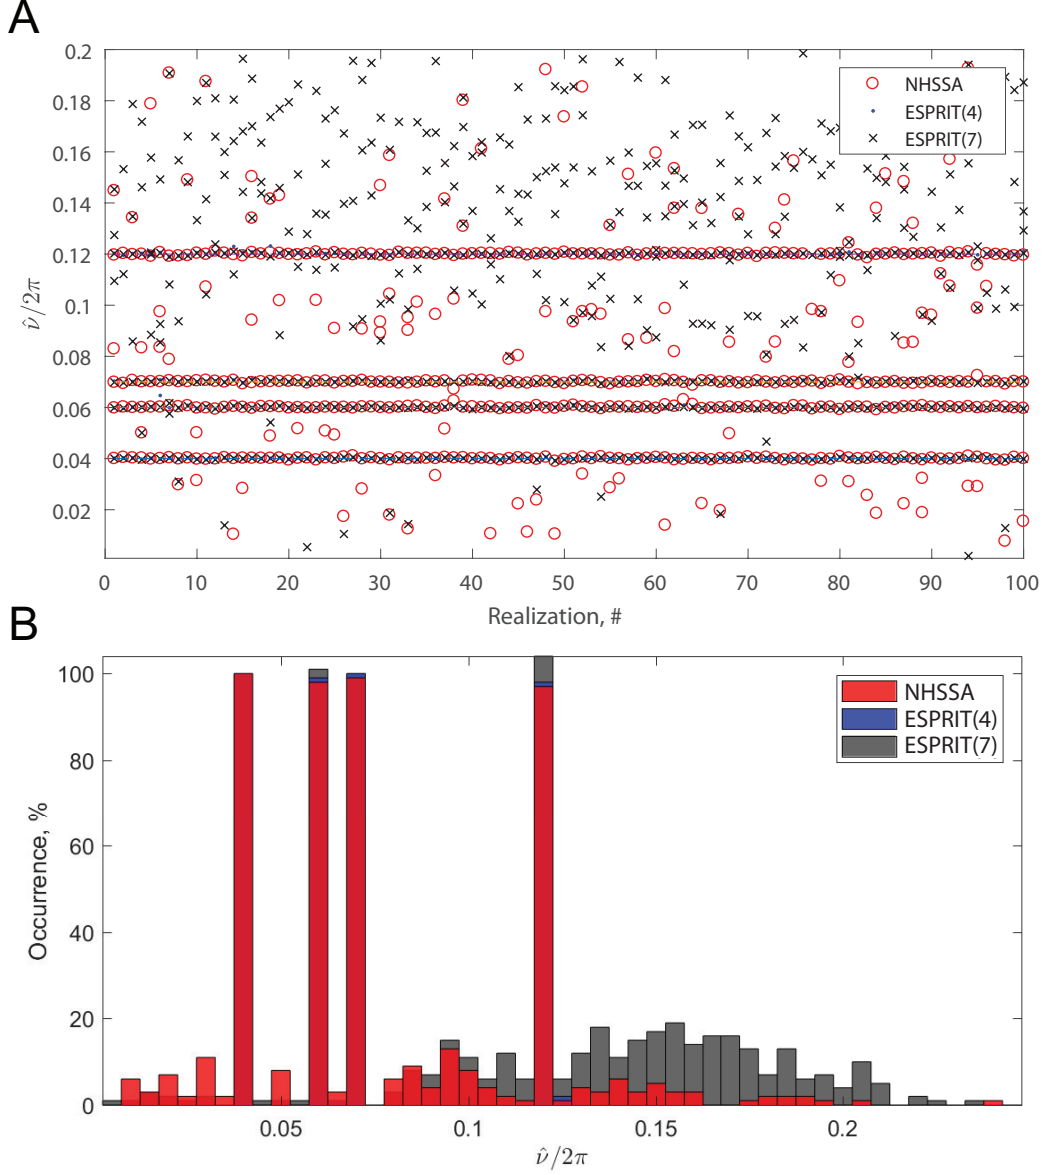 A
0.2
0.18
0.16
0.14
0.12
0.1
0.08
0.06
0.04
0.02
ν̂/2π
NHSSA
ESPRIT(4)
ESPRIT(7)
0 10 20 30 40 50 60 70 80 90 100
Realization, #
B
100
80
60
40
20
0
Occurrence, %
NHSSA
ESPRIT(4)
ESPRIT(7)
0.05 0.1 0.15 0.2
ν̂/2π